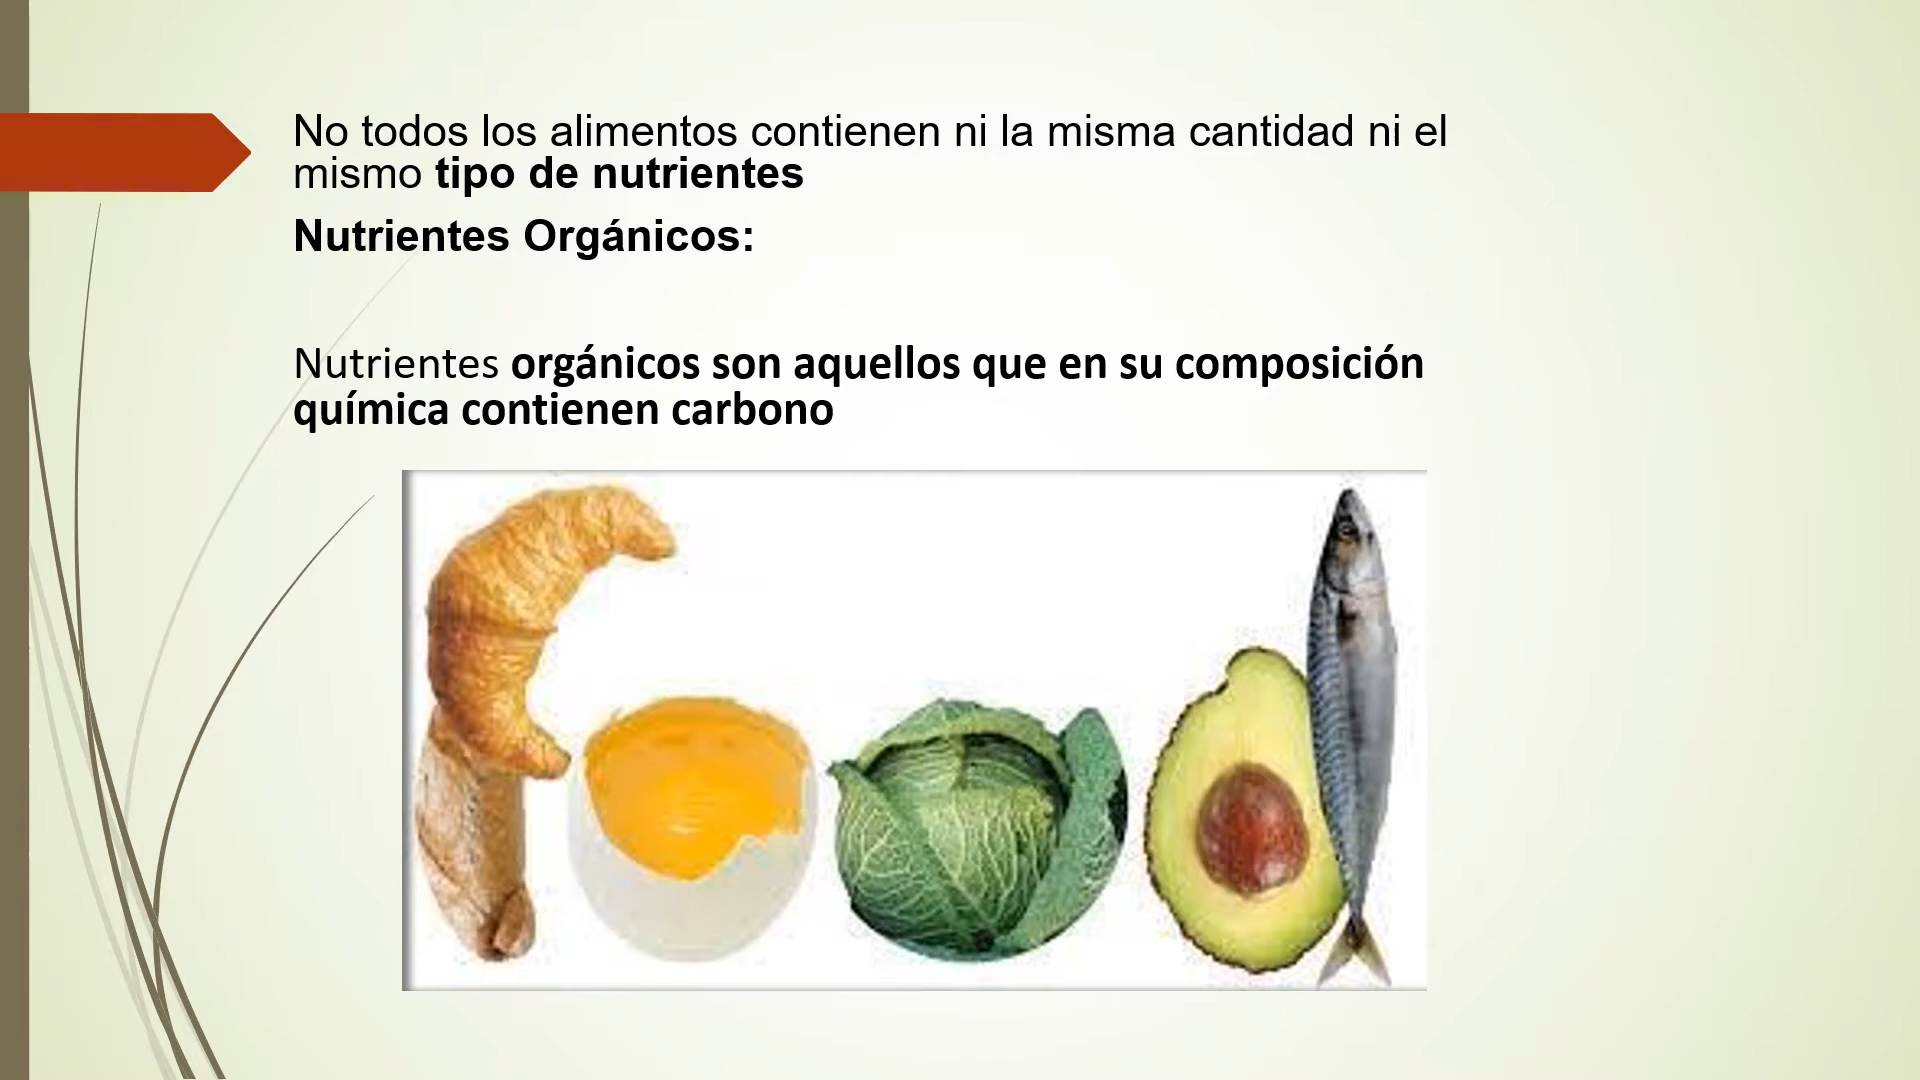 No todos los alimentos contienen ni la misma cantidad ni el
mismo tipo de nutrientes
Nutrientes Orgánicos:
Nutrientes orgánicos son aquellos que en su composición
química contienen carbono